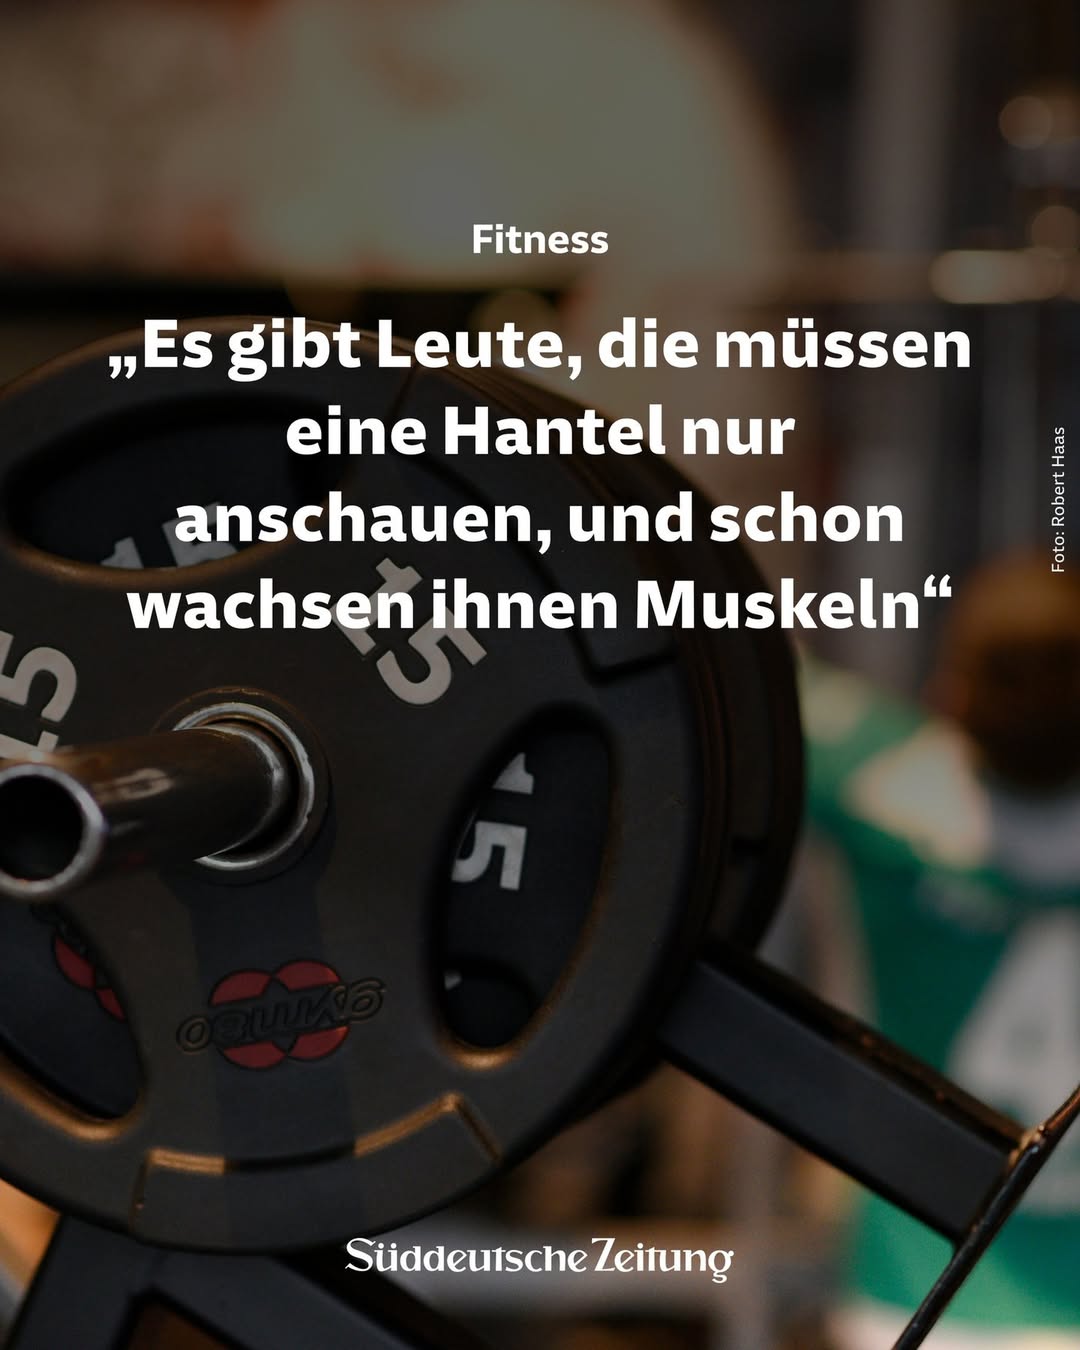 Fitness
„Es gibt Leute, die müssen
eine Hantel nur
anschauen, und schon
wachsen ihnen Muskeln“
Foto: Robert Haas
15
15
15
15
GYM80
Süddeutsche Zeitung